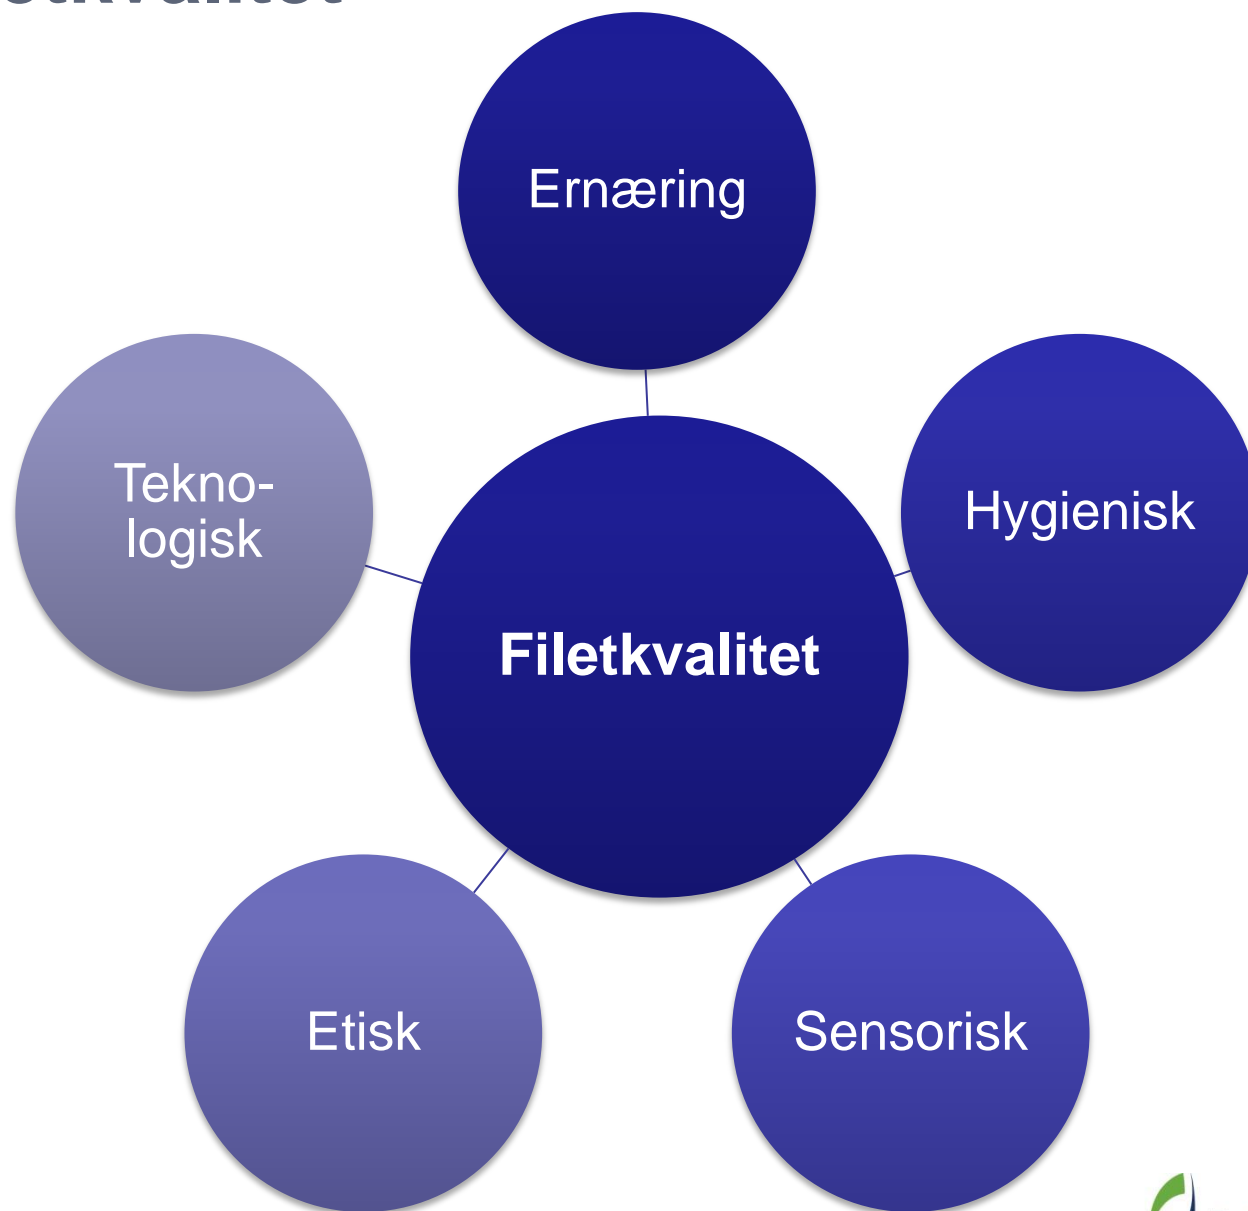 Ernæring
Tekno-
logisk
Hygienisk
Filetkvalitet
Etisk
Sensorisk